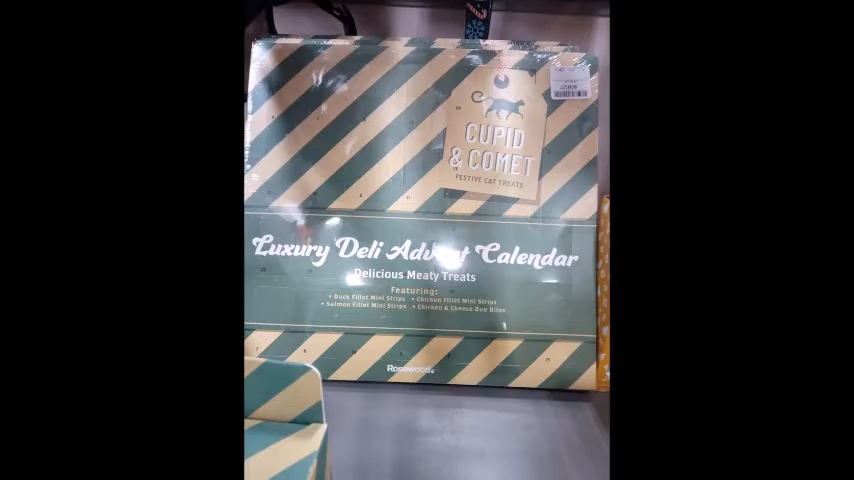 CUPID
& COMET
FESTIVE CAT TREATS
Luxury Deli Advent Calendar
Delicious Meaty Treats
Featuring:
• Duck Fillet Mini Strips • Chicken Fillet Mini Strips
• Salmon Fillet Mini Strips • Chicken & Cheese Duo Bites
Rosewood